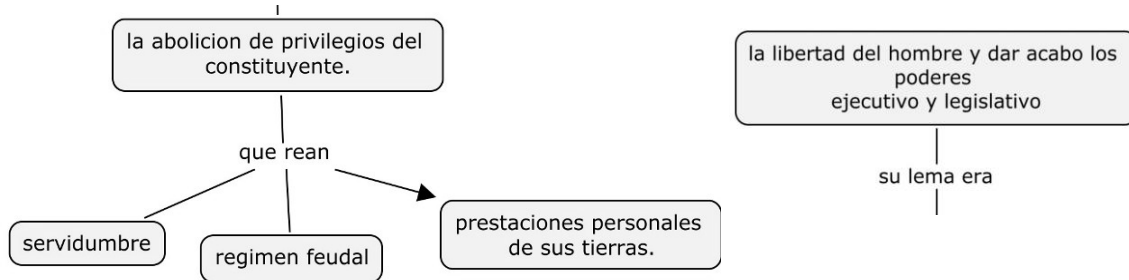 la abolicion de privilegios del
constituyente.
que rean
servidumbre
regimen feudal
prestaciones personales
de sus tierras.
la libertad del hombre y dar acabo los
poderes
ejecutivo y legislativo
su lema era